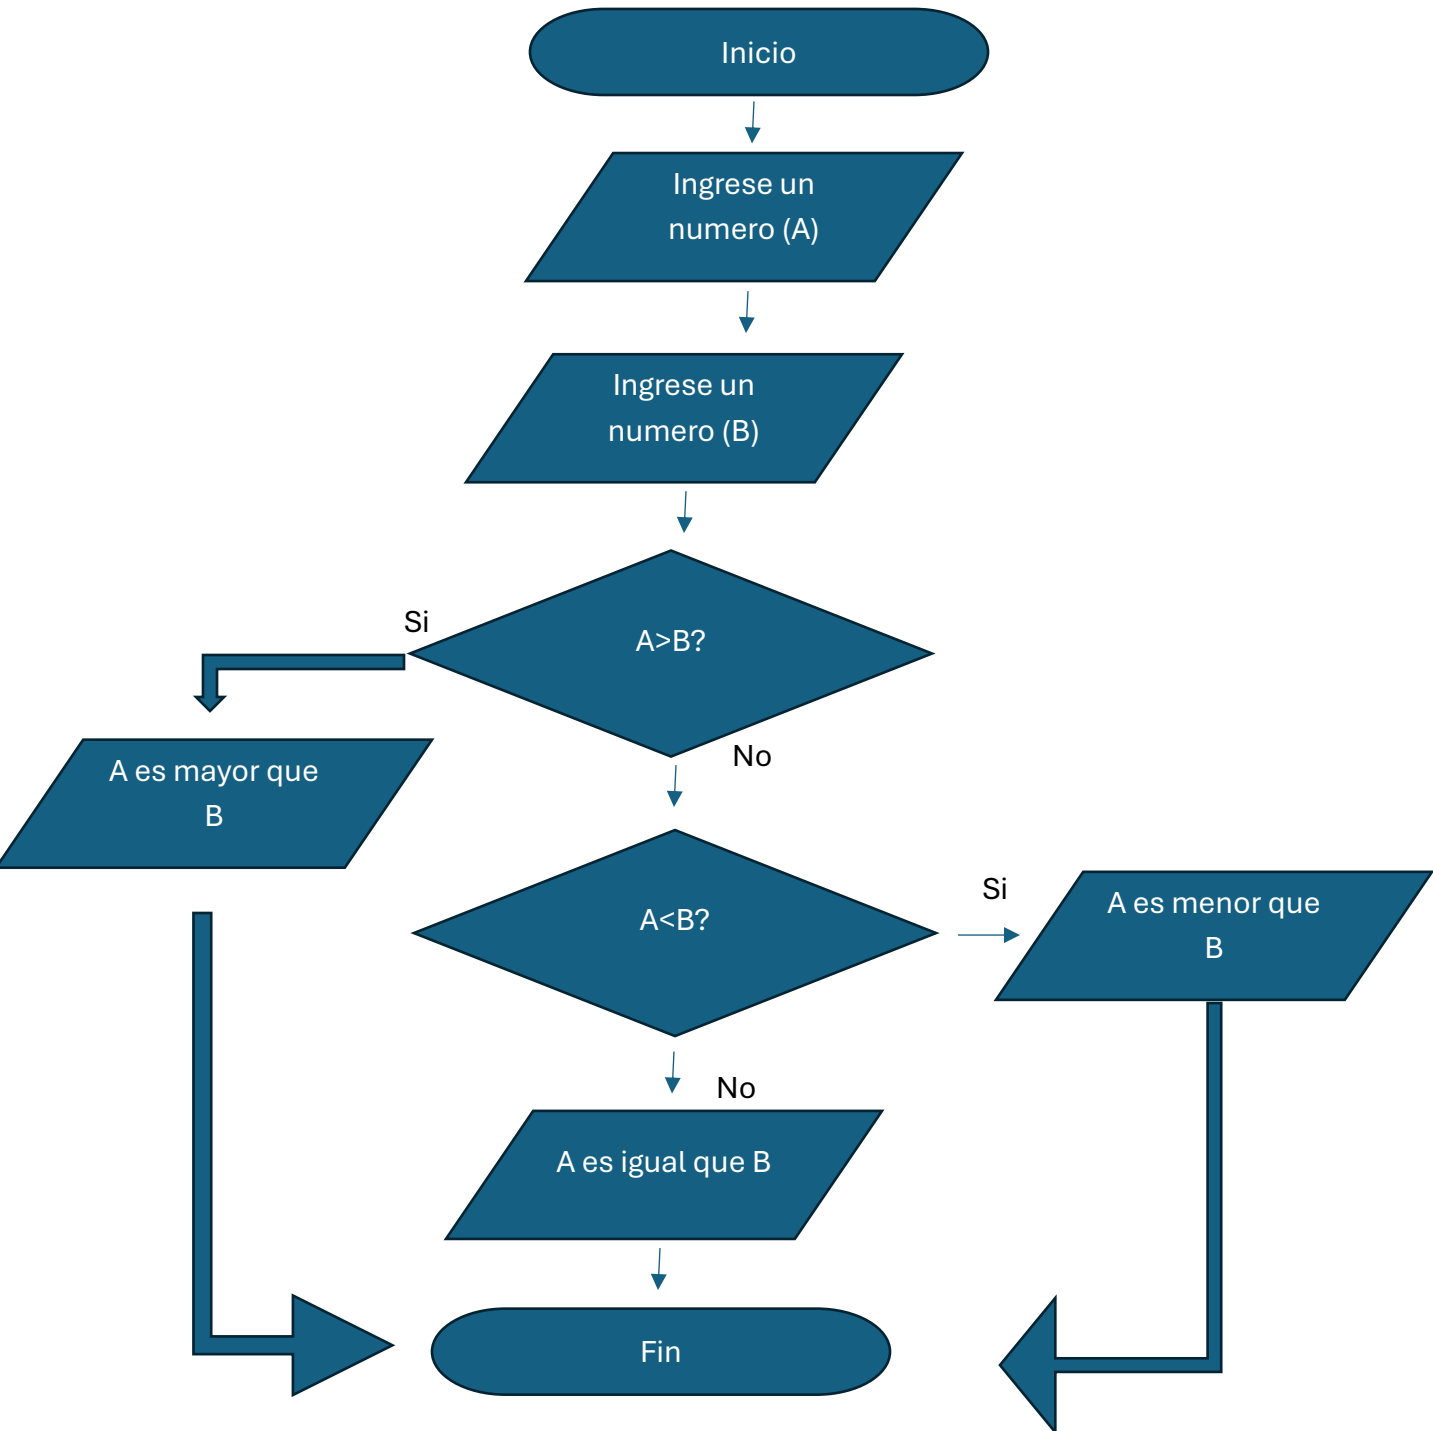 Inicio
Ingrese un
numero (A)
Ingrese un
numero (B)
Si
A>B?
No
A es mayor que
B
A<B?
Si
A es menor que
B
No
A es igual que B
Fin